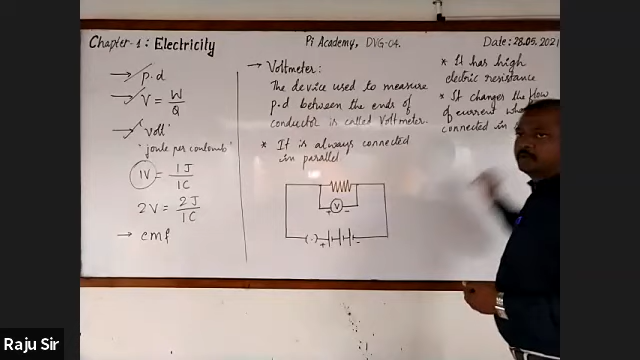 Chapter-1: Electricity
Pi Academy, DVG-04.
Date: 28.05.2021
→ p.d
→ V = W/Q
→ 'Volt'
'joule per coulomb'
1V = 1J/1C
2V = 2J/1C
→ emf
→ Voltmeter:
The device used to measure
p.d between the ends of
conductor is called Voltmeter.
* It is always connected
in parallel
+ V -
(.) + -
* It has high
electric resistance
* It changes the flow
of current
connected in
Raju Sir